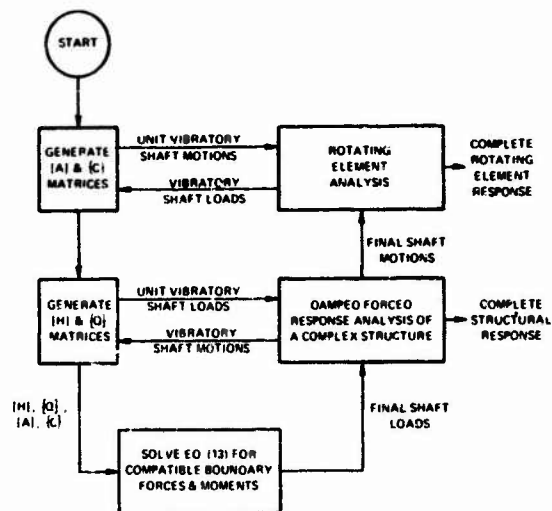 START
GENERATE
[A] & {C}
MATRICES
UNIT VIBRATORY
SHAFT MOTIONS
VIBRATORY
SHAFT LOADS
ROTATING
ELEMENT
ANALYSIS
COMPLETE
ROTATING
ELEMENT
RESPONSE
FINAL SHAFT
MOTIONS
GENERATE
[H] & {Q}
MATRICES
UNIT VIBRATORY
SHAFT LOADS
VIBRATORY
SHAFT MOTIONS
DAMPED FORCED
RESPONSE ANALYSIS OF
A COMPLEX STRUCTURE
COMPLETE
STRUCTURAL
RESPONSE
[H], {Q},
[A], {C}
FINAL SHAFT
LOADS
SOLVE EQ (13) FOR
COMPATIBLE BOUNDARY
FORCES & MOMENTS